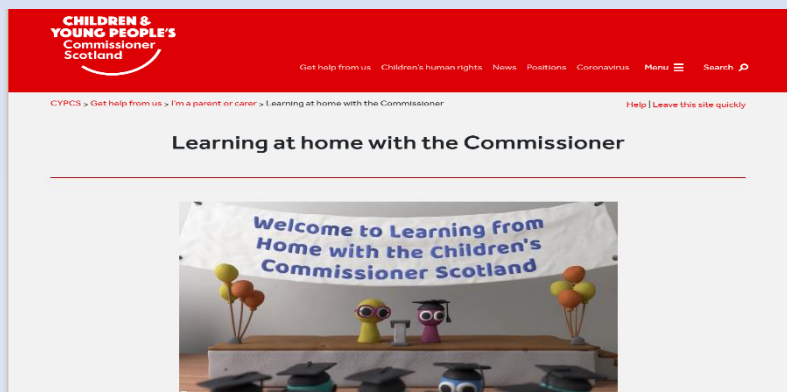 CHILDREN &
YOUNG PEOPLE'S
Commissioner
Scotland
Get help from us Children's human rights News Positions Coronavirus Menu Search
CYPCS > Get help from us > I'm a parent or carer > Learning at home with the Commissioner
Help | Leave this site quickly
Learning at home with the Commissioner
Welcome to Learning from
Home with the Children's
Commissioner Scotland